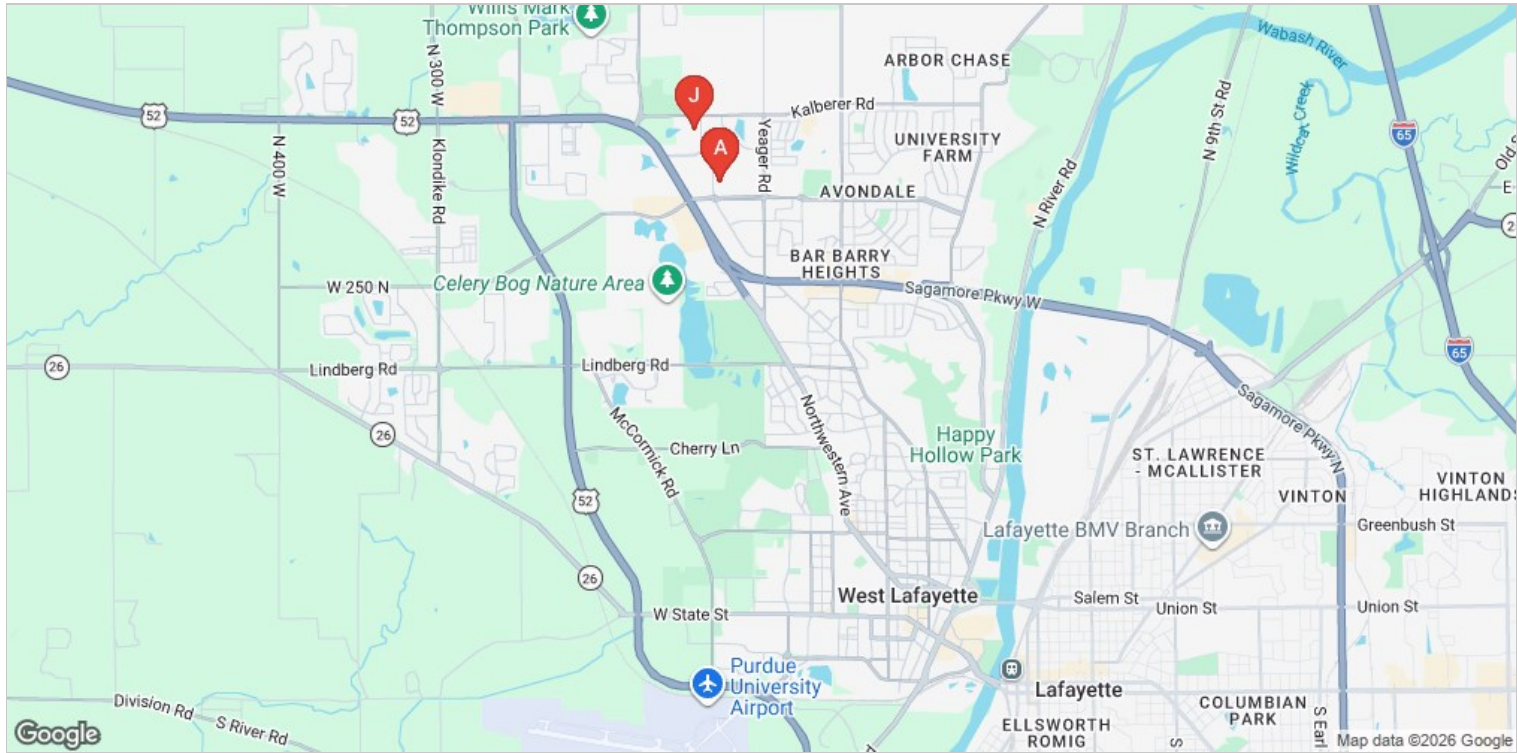 Willis Mark
Thompson Park
ARBOR CHASE
Wabash River
52
N 300 W
52
J
Kalberer Rd
N 9th St Rd
65
Wildcat Creek
N 400 W
Klondike Rd
A
Yeager Rd
UNIVERSITY
FARM
AVONDALE
N River Rd
E
BAR BARRY
HEIGHTS
Celery Bog Nature Area
W 250 N
Sagamore Pkwy W
65
26
Lindberg Rd
Lindberg Rd
Sagamore Pkwy N
McCormick Rd
Northwestern Ave
26
Cherry Ln
Happy
Hollow Park
ST. LAWRENCE
- MCALLISTER
VINTON
VINTON
HIGHLANDS
52
Lafayette BMV Branch
Greenbush St
26
West Lafayette
Salem St
Union St
Union St
W State St
Purdue
University
Airport
Lafayette
Division Rd
S River Rd
COLUMBIAN
PARK
ELLSWORTH
ROMIG
S
S Earl
Google
Map data ©2026 Google